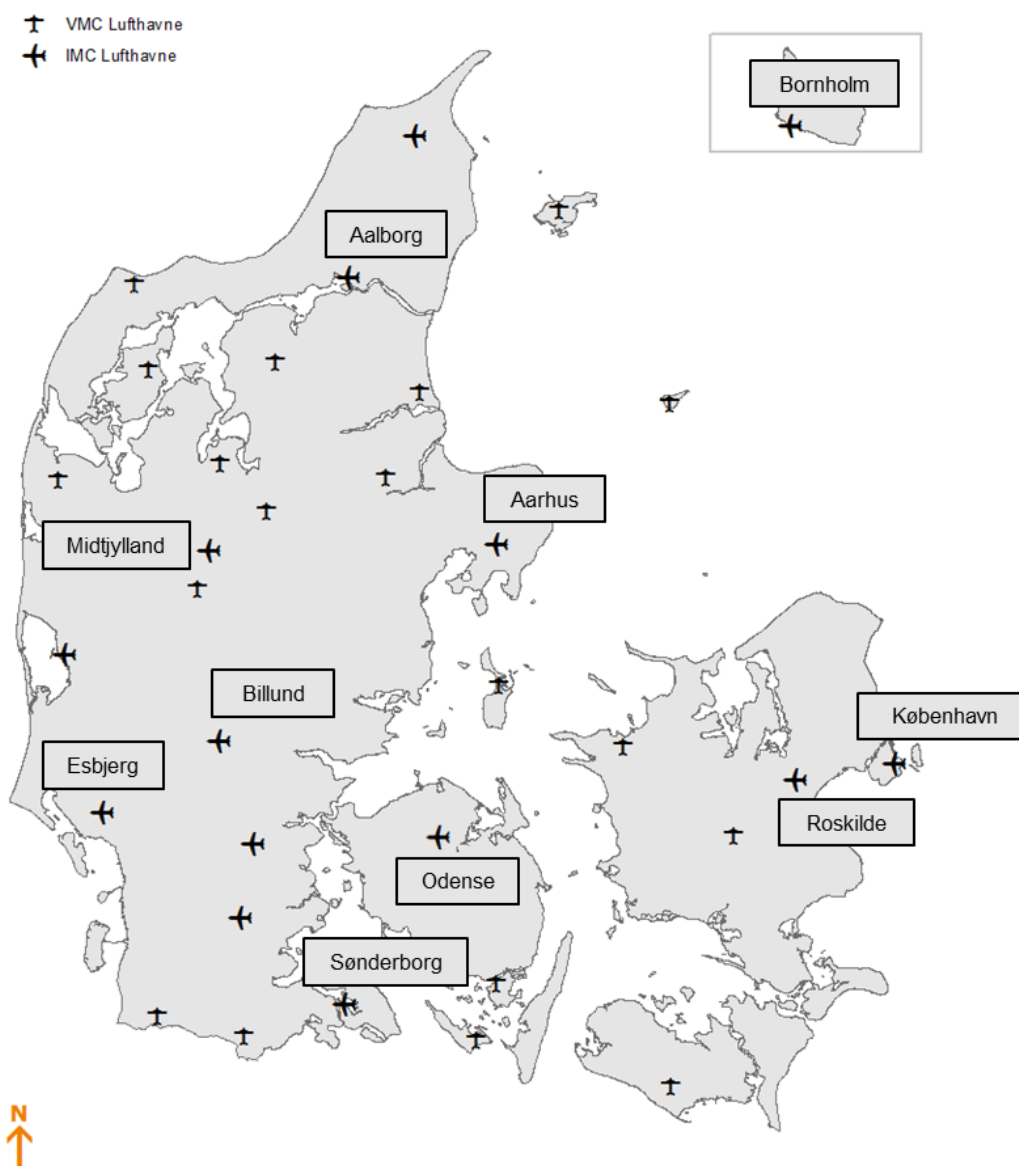 VMC Lufthavne
IMC Lufthavne
Bornholm
Aalborg
Aarhus
Midtjylland
Billund
København
Esbjerg
Roskilde
Odense
Sønderborg
N